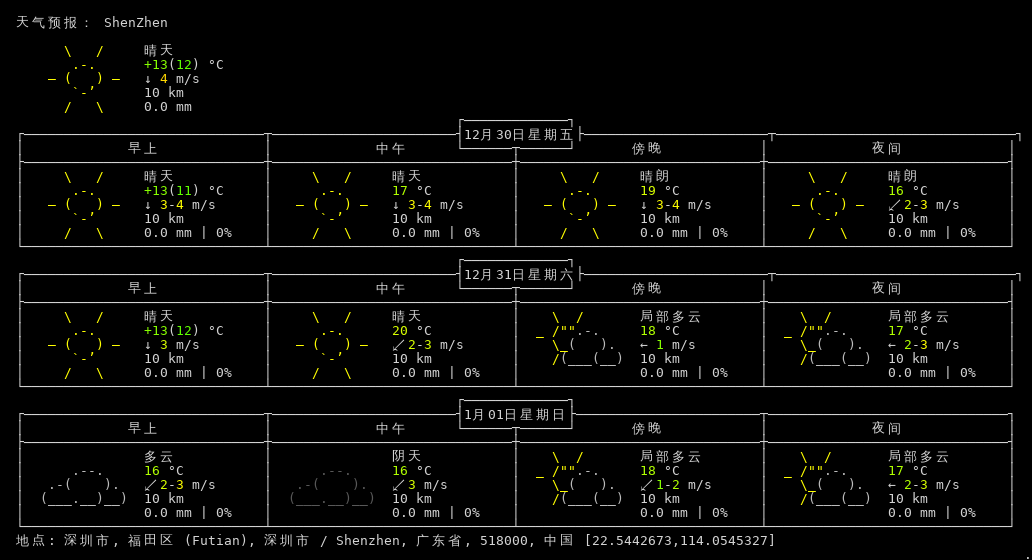 天气预报： ShenZhen
晴天
+13(12) °C
↓ 4 m/s
10 km
0.0 mm
12月30日星期五
早上 中午 傍晚 夜间
晴天 晴天 晴朗 晴朗
+13(11) °C 17 °C 19 °C 16 °C
↓ 3-4 m/s ↓ 3-4 m/s ↓ 3-4 m/s ↙ 2-3 m/s
10 km 10 km 10 km 10 km
0.0 mm | 0% 0.0 mm | 0% 0.0 mm | 0% 0.0 mm | 0%
12月31日星期六
早上 中午 傍晚 夜间
晴天 晴天 局部多云 局部多云
+13(12) °C 20 °C 18 °C 17 °C
↓ 3 m/s ↙ 2-3 m/s ← 1 m/s ← 2-3 m/s
10 km 10 km 10 km 10 km
0.0 mm | 0% 0.0 mm | 0% 0.0 mm | 0% 0.0 mm | 0%
1月01日星期日
早上 中午 傍晚 夜间
多云 阴天 局部多云 局部多云
16 °C 16 °C 18 °C 17 °C
↙ 2-3 m/s ↙ 3 m/s ↙ 1-2 m/s ← 2-3 m/s
10 km 10 km 10 km 10 km
0.0 mm | 0% 0.0 mm | 0% 0.0 mm | 0% 0.0 mm | 0%
地点: 深圳市, 福田区 (Futian), 深圳市 / Shenzhen, 广东省, 518000, 中国 [22.5442673,114.0545327]